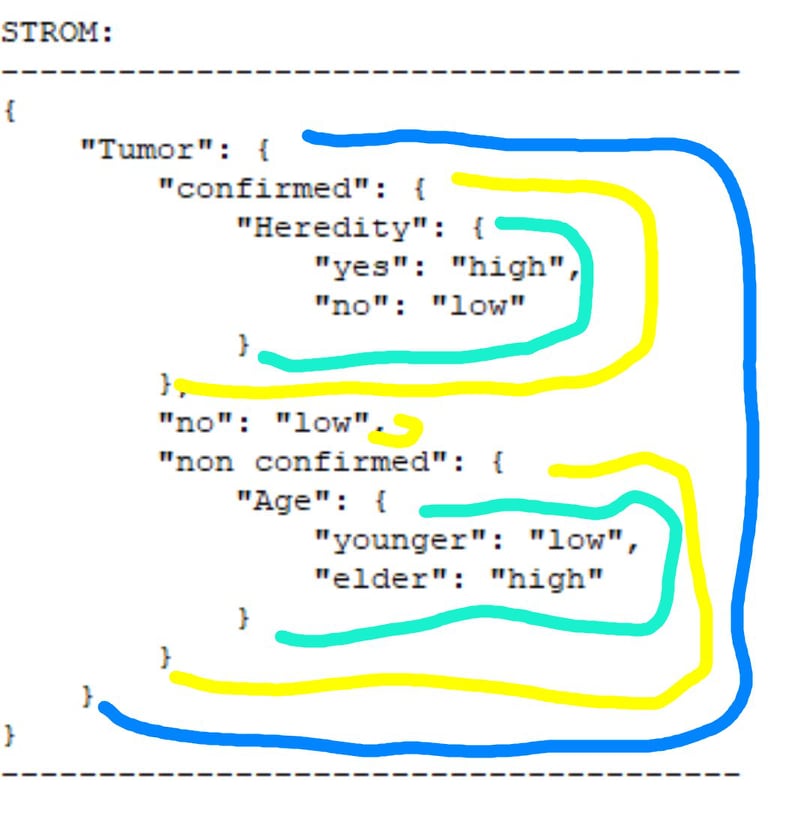 STROM:
--------------------------------------
{
"Tumor": {
"confirmed": {
"Heredity": {
"yes": "high",
"no": "low"
}
},
"no": "low",
"non confirmed": {
"Age": {
"younger": "low",
"elder": "high"
}
}
}
}
--------------------------------------